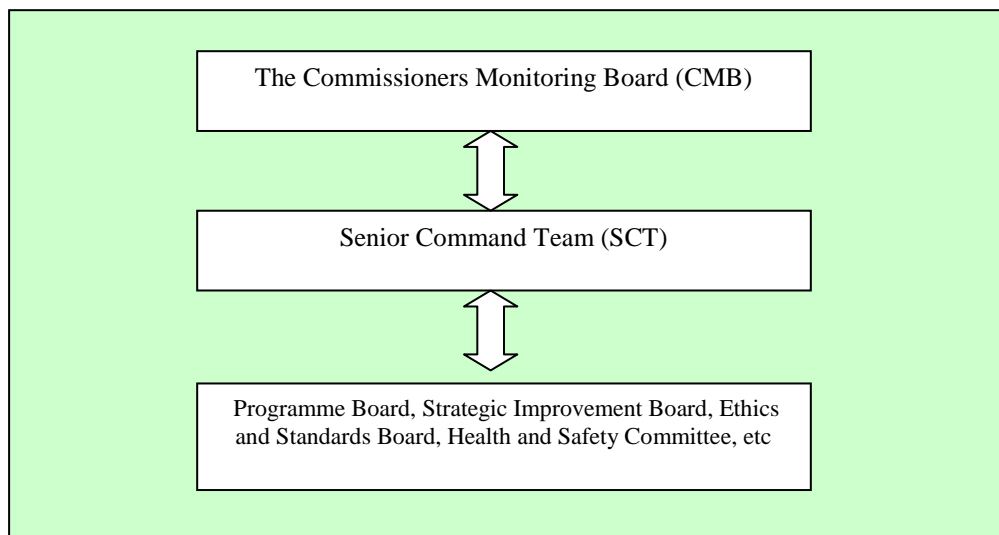 The Commissioners Monitoring Board (CMB)
Senior Command Team (SCT)
Programme Board, Strategic Improvement Board, Ethics
and Standards Board, Health and Safety Committee, etc